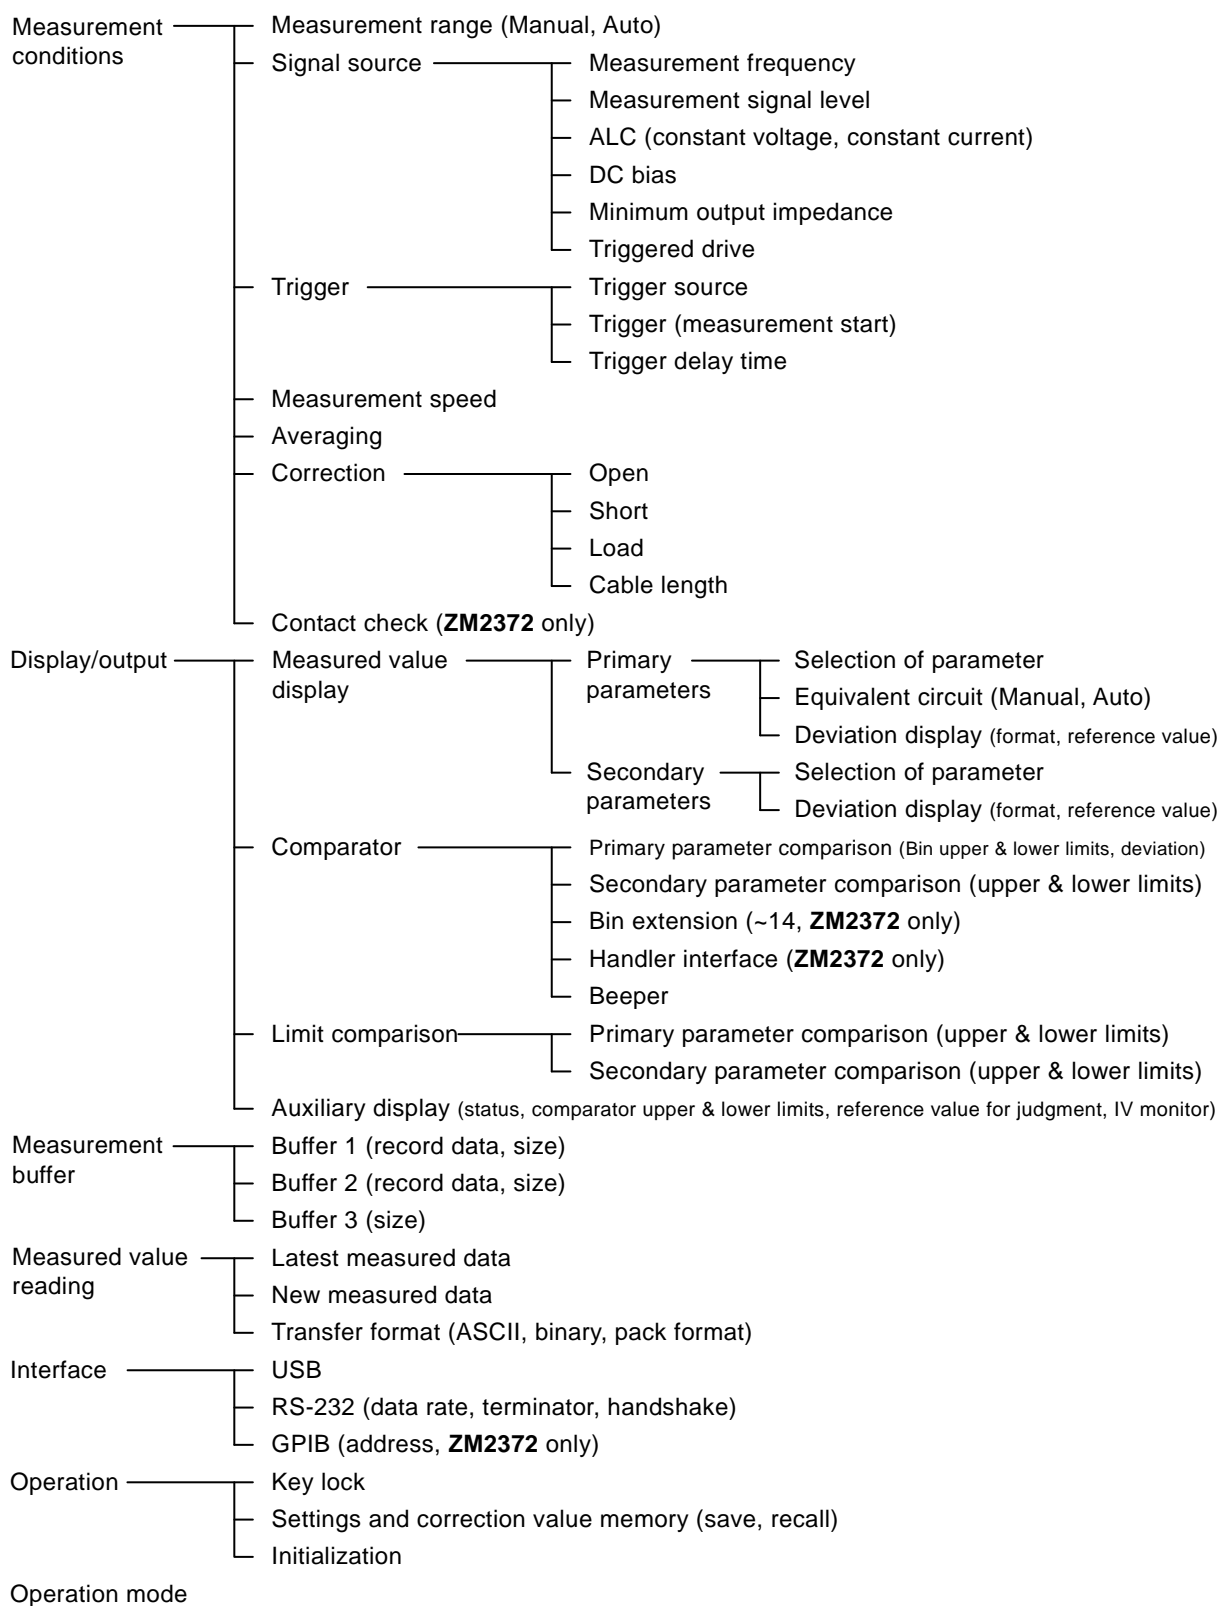 Measurement conditions
Measurement range (Manual, Auto)
Signal source
Measurement frequency
Measurement signal level
ALC (constant voltage, constant current)
DC bias
Minimum output impedance
Triggered drive
Trigger
Trigger source
Trigger (measurement start)
Trigger delay time
Measurement speed
Averaging
Correction
Open
Short
Load
Cable length
Contact check (ZM2372 only)
Display/output
Measured value display
Primary parameters
Selection of parameter
Equivalent circuit (Manual, Auto)
Deviation display (format, reference value)
Secondary parameters
Selection of parameter
Deviation display (format, reference value)
Comparator
Primary parameter comparison (Bin upper & lower limits, deviation)
Secondary parameter comparison (upper & lower limits)
Bin extension (~14, ZM2372 only)
Handler interface (ZM2372 only)
Beeper
Limit comparison
Primary parameter comparison (upper & lower limits)
Secondary parameter comparison (upper & lower limits)
Auxiliary display (status, comparator upper & lower limits, reference value for judgment, IV monitor)
Measurement buffer
Buffer 1 (record data, size)
Buffer 2 (record data, size)
Buffer 3 (size)
Measured value reading
Latest measured data
New measured data
Transfer format (ASCII, binary, pack format)
Interface
USB
RS-232 (data rate, terminator, handshake)
GPIB (address, ZM2372 only)
Operation
Key lock
Settings and correction value memory (save, recall)
Initialization
Operation mode